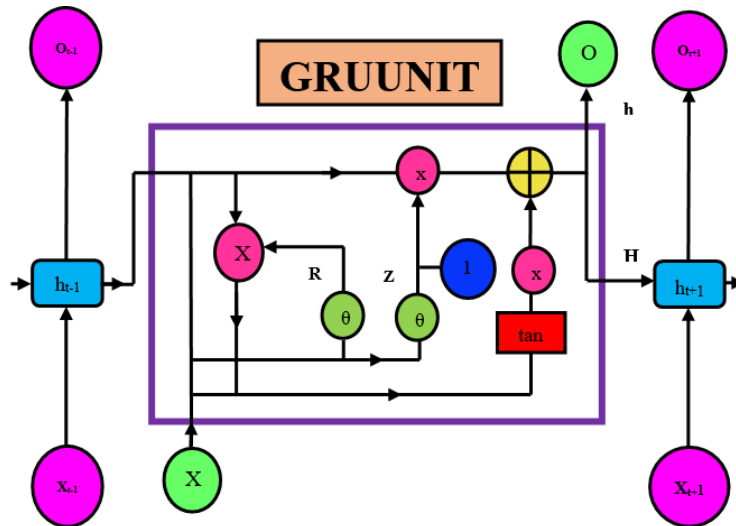 Ot-1
GRUUNIT
O
Ot+1
h
x
X
R
Z
1
x
H
ht-1
θ
θ
tan
ht+1
Xt-1
X
Xt+1